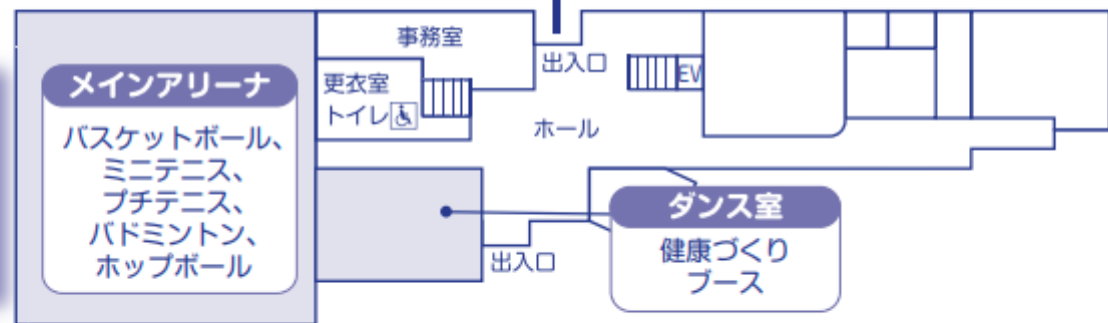 メインアリーナ
バスケットボール、
ミニテニス、
プチテニス、
バドミントン、
ホップボール
事務室
更衣室
トイレ
出入口
EV
ホール
ダンス室
健康づくり
ブース
出入口